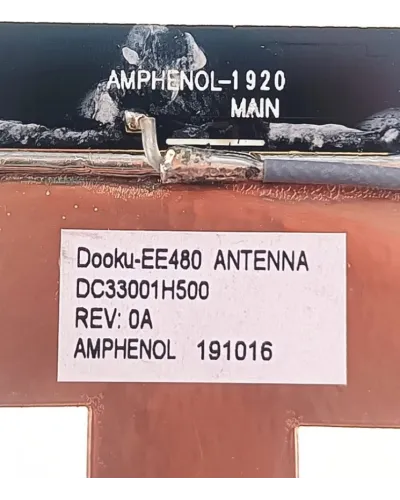 AMPHENOL-1920
MAIN
Dooku-EE480 ANTENNA
DC33001H500
REV: 0A
AMPHENOL 191016